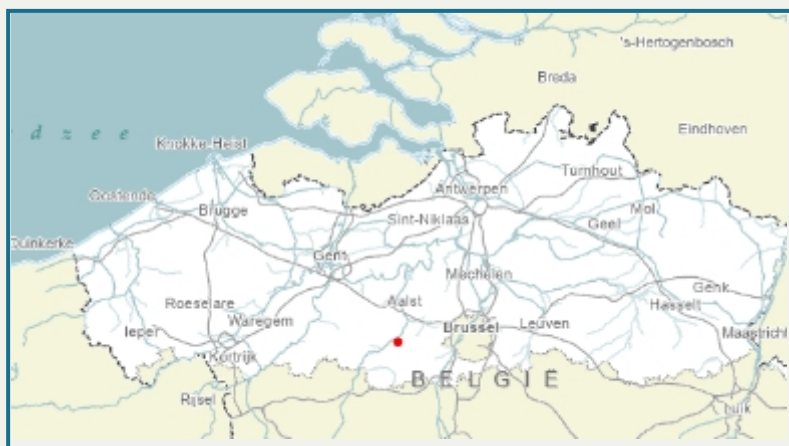 's-Hertogenbosch
Breda
Eindhoven
d z e e
Knokke-Heist
Turnhout
Antwerpen
Oostende
Brugge
Mol
Sint-Niklaas
Geel
Duinkerke
Gent
Mechelen
Genk
Aalst
Roeselare
Hasselt
Waregem
Brussel
Leuven
Ieper
Maastricht
Kortrijk
BELGIË
Rijsel
Luik